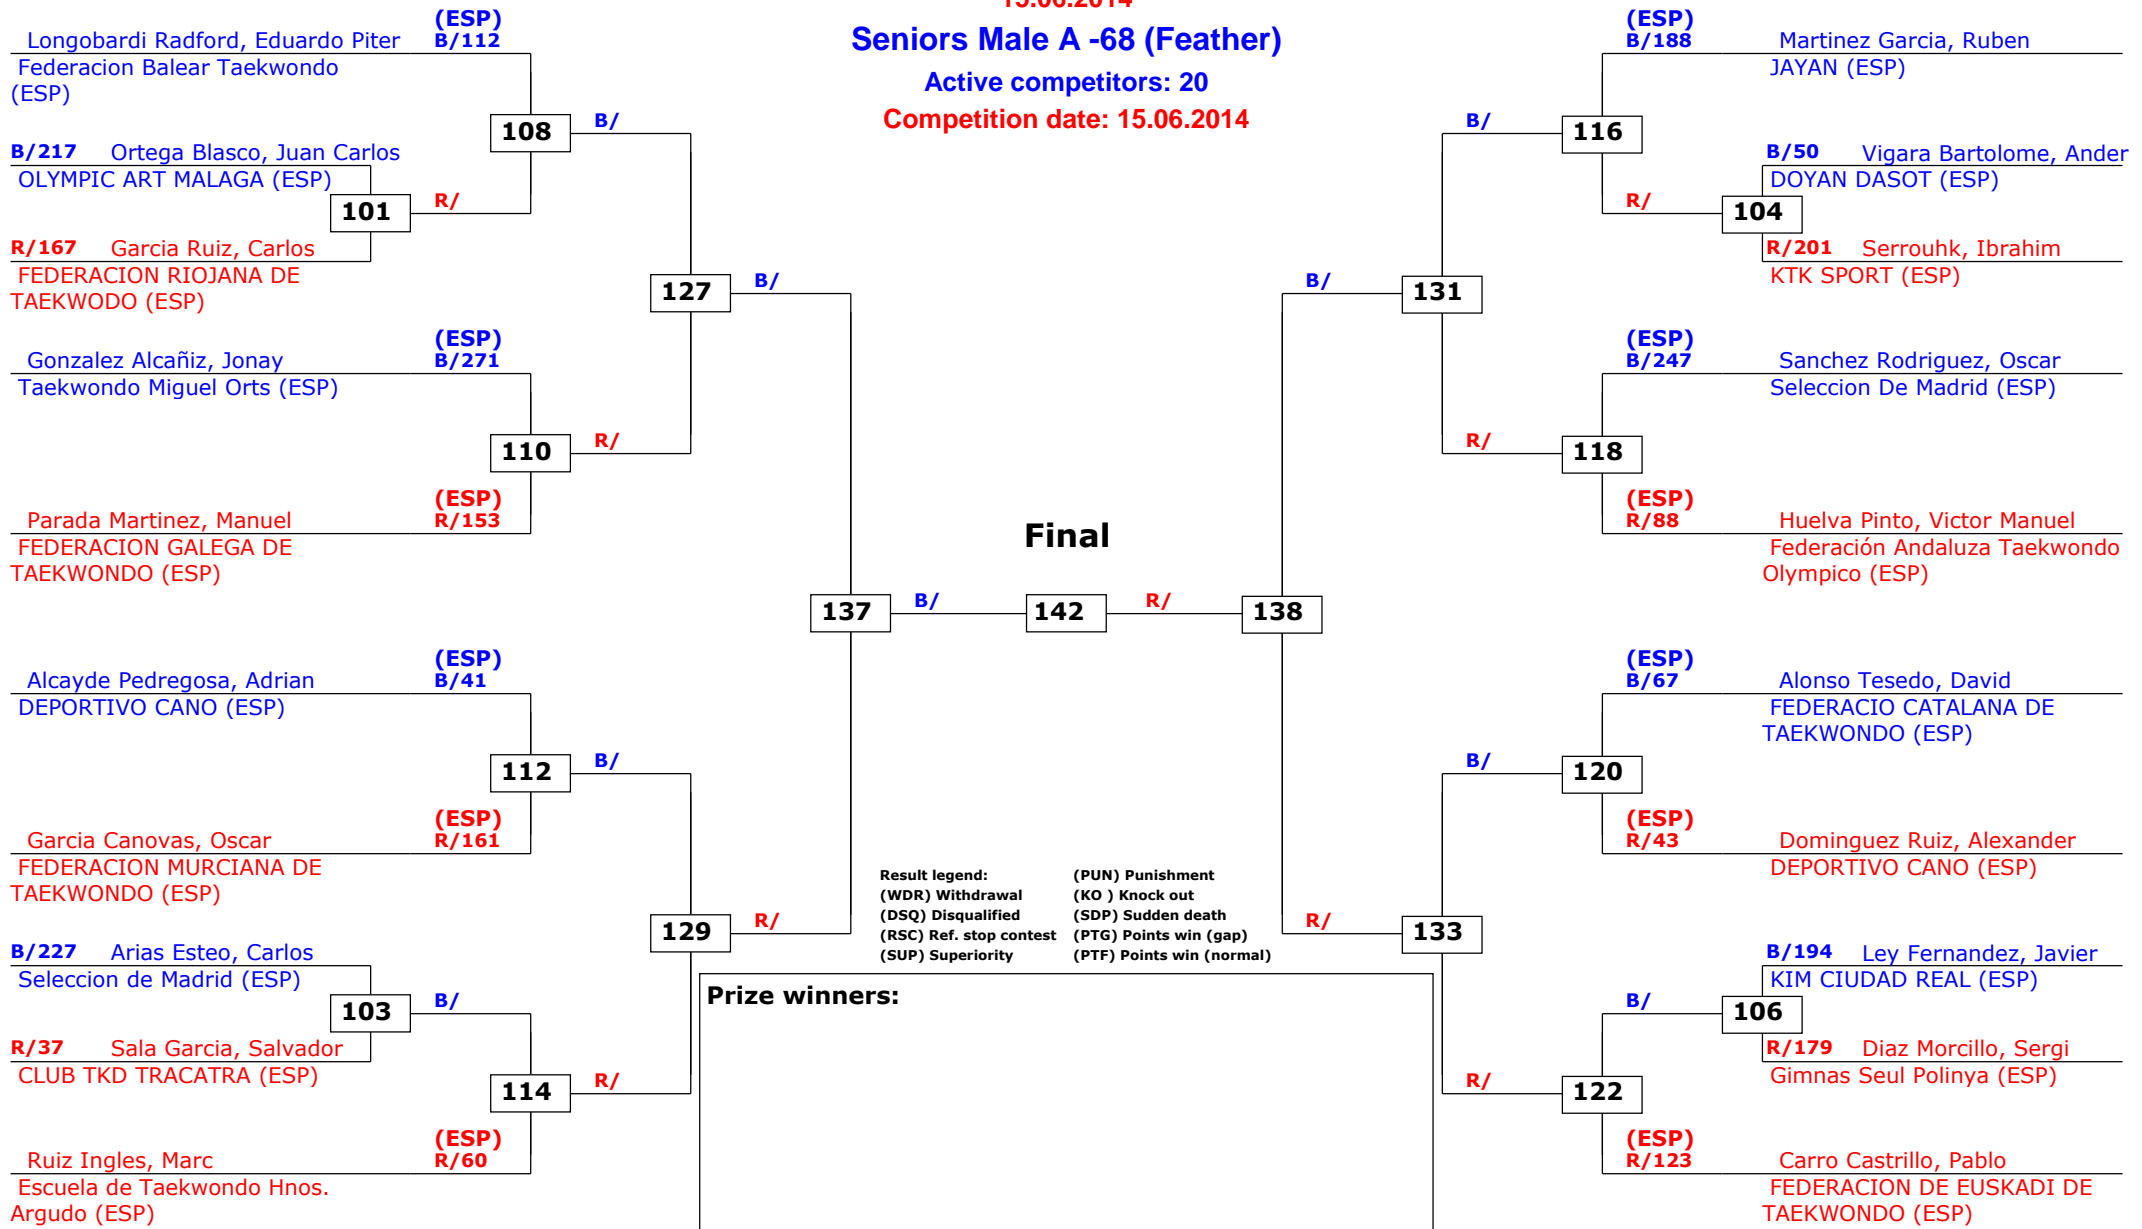 15.06.2014
Seniors Male A -68 (Feather)
Active competitors: 20
Competition date: 15.06.2014
(ESP)
Longobardi Radford, Eduardo Piter B/112
Federacion Balear Taekwondo
(ESP)
108
B/
B/217 Ortega Blasco, Juan Carlos
OLYMPIC ART MALAGA (ESP)
101
R/
R/167 Garcia Ruiz, Carlos
FEDERACION RIOJANA DE
TAEKWODO (ESP)
127
B/
(ESP)
Gonzalez Alcañiz, Jonay B/271
Taekwondo Miguel Orts (ESP)
110
R/
(ESP)
Parada Martinez, Manuel R/153
FEDERACION GALEGA DE
TAEKWONDO (ESP)
137
B/
(ESP)
Alcayde Pedregosa, Adrian B/41
DEPORTIVO CANO (ESP)
112
B/
(ESP)
Garcia Canovas, Oscar R/161
FEDERACION MURCIANA DE
TAEKWONDO (ESP)
129
R/
B/227 Arias Esteo, Carlos
Seleccion de Madrid (ESP)
103
B/
R/37 Sala Garcia, Salvador
CLUB TKD TRACATRA (ESP)
114
R/
(ESP)
Ruiz Ingles, Marc R/60
Escuela de Taekwondo Hnos.
Argudo (ESP)
Final
142
R/
138
(ESP)
B/188 Martinez Garcia, Ruben
JAYAN (ESP)
B/
116
B/50 Vigara Bartolome, Ander
DOYAN DASOT (ESP)
R/
104
R/201 Serrouhk, Ibrahim
KTK SPORT (ESP)
B/
131
(ESP)
B/247 Sanchez Rodriguez, Oscar
Seleccion De Madrid (ESP)
R/
118
(ESP)
R/88 Huelva Pinto, Victor Manuel
Federación Andaluza Taekwondo
Olympico (ESP)
(ESP)
B/67 Alonso Tesedo, David
FEDERACIO CATALANA DE
TAEKWONDO (ESP)
B/
120
(ESP)
R/43 Dominguez Ruiz, Alexander
DEPORTIVO CANO (ESP)
R/
133
B/194 Ley Fernandez, Javier
KIM CIUDAD REAL (ESP)
B/
106
R/179 Diaz Morcillo, Sergi
Gimnas Seul Polinya (ESP)
R/
122
(ESP)
R/123 Carro Castrillo, Pablo
FEDERACION DE EUSKADI DE
TAEKWONDO (ESP)
Result legend: (PUN) Punishment
(WDR) Withdrawal (KO ) Knock out
(DSQ) Disqualified (SDP) Sudden death
(RSC) Ref. stop contest (PTG) Points win (gap)
(SUP) Superiority (PTF) Points win (normal)
Prize winners: